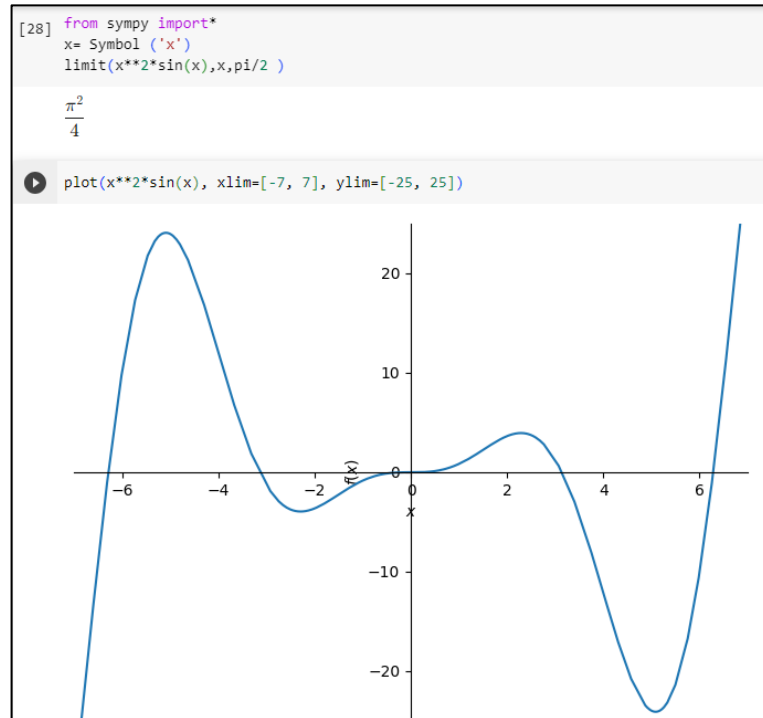 [28] from sympy import*
x= Symbol ('x')
limit(x**2*sin(x),x,pi/2 )
π²
4
plot(x**2*sin(x), xlim=[-7, 7], ylim=[-25, 25])
20
10
f(x)
−6 −4 −2 0 0 2 4 6
x
−10
−20